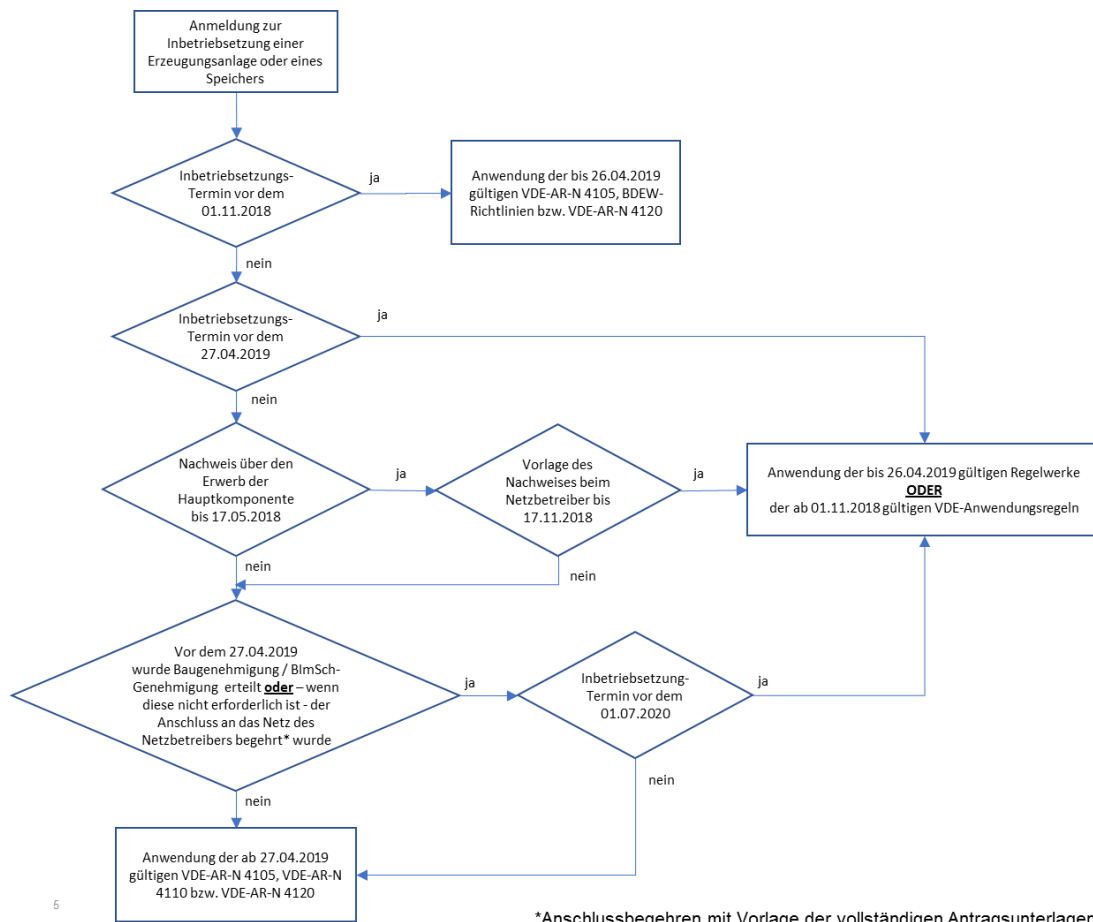 Anmeldung zur
Inbetriebsetzung einer
Erzeugungsanlage oder eines
Speichers
Inbetriebsetzungs-
Termin vor dem
01.11.2018
ja
Anwendung der bis 26.04.2019
gültigen VDE-AR-N 4105, BDEW-
Richtlinien bzw. VDE-AR-N 4120
nein
Inbetriebsetzungs-
Termin vor dem
27.04.2019
ja
nein
Nachweis über den
Erwerb der
Hauptkomponente
bis 17.05.2018
ja
Vorlage des
Nachweises beim
Netzbetreiber bis
17.11.2018
ja
Anwendung der bis 26.04.2019 gültigen Regelwerke
ODER
der ab 01.11.2018 gültigen VDE-Anwendungsregeln
nein
nein
Vor dem 27.04.2019
wurde Baugenehmigung / BImSch-
Genehmigung erteilt oder – wenn
diese nicht erforderlich ist - der
Anschluss an das Netz des
Netzbetreibers begehrt* wurde
ja
Inbetriebsetzung-
Termin vor dem
01.07.2020
ja
nein
nein
Anwendung der ab 27.04.2019
gültigen VDE-AR-N 4105, VDE-AR-N
4110 bzw. VDE-AR-N 4120
5
*Anschlussbegehren mit Vorlage der vollständigen Antragsunterlagen